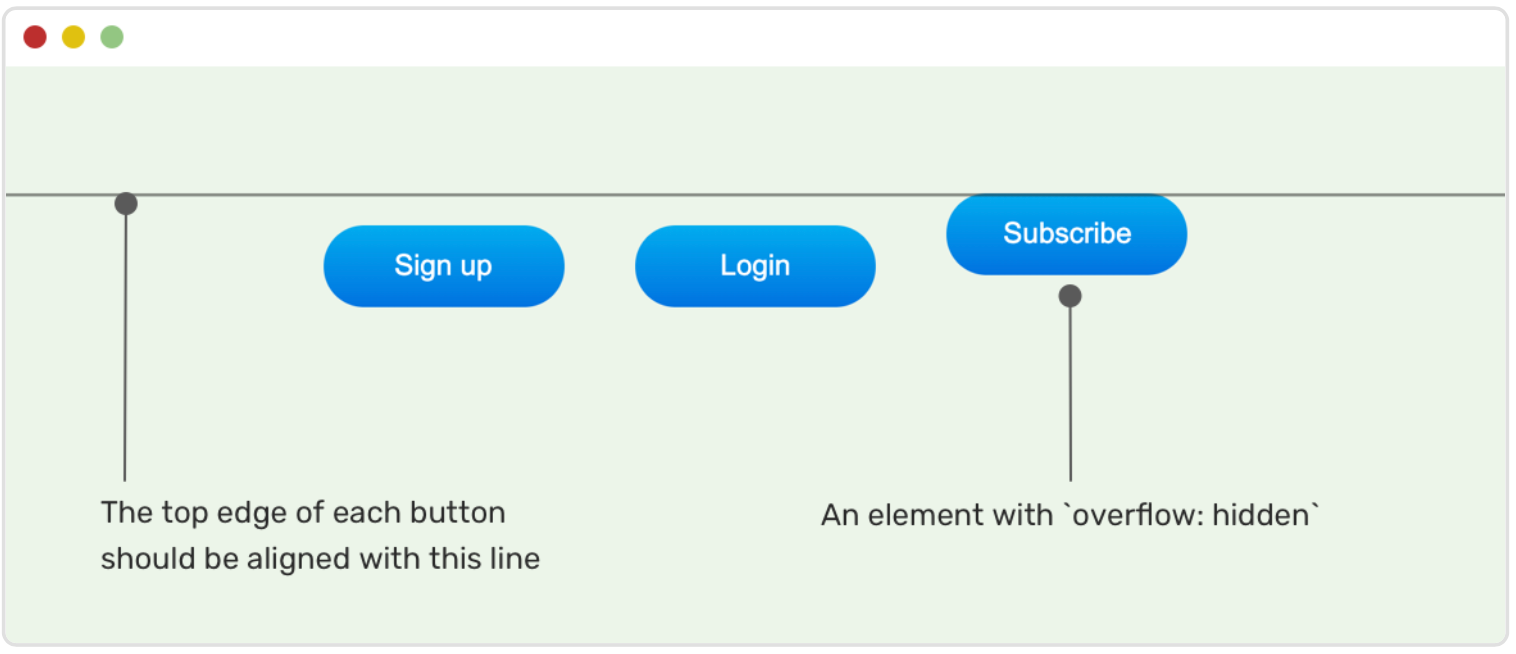 Sign up
Login
Subscribe
The top edge of each button
should be aligned with this line
An element with `overflow: hidden`